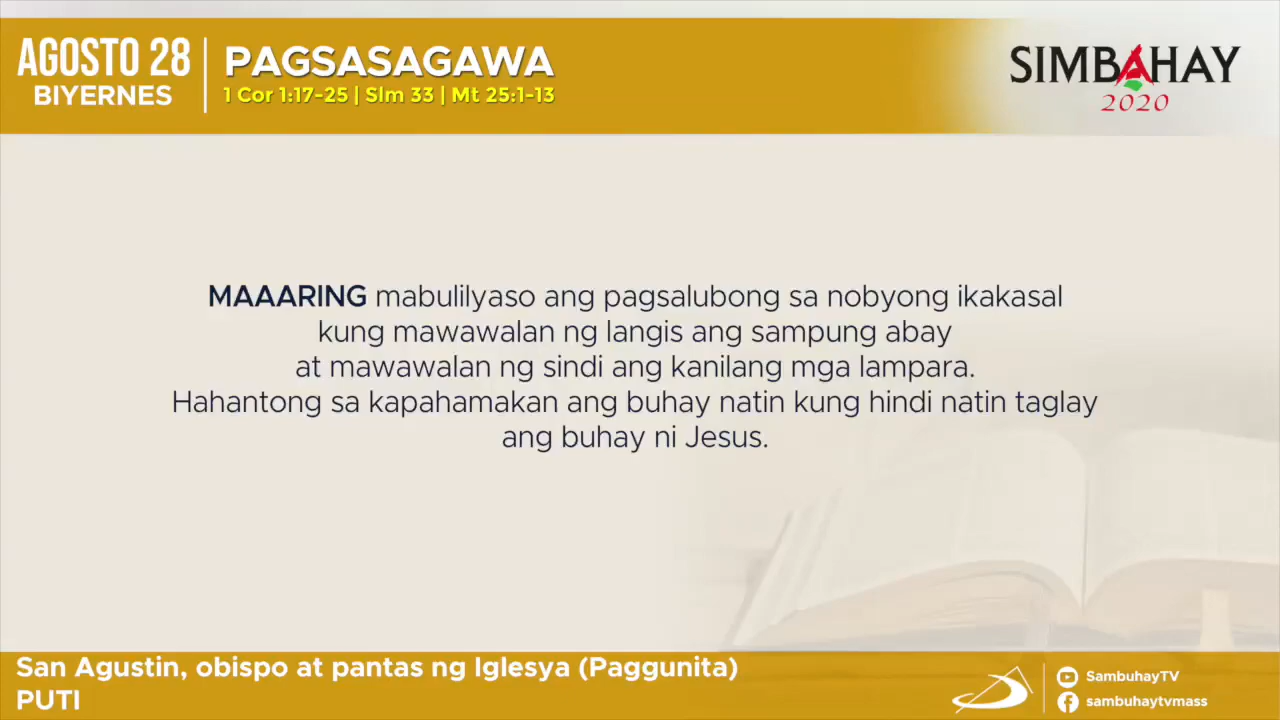 AGOSTO 28
BIYERNES
PAGSASAGAWA
1 Cor 1:17-25 | Slm 33 | Mt 25:1-13
SIMBAHAY
2020
MAAARING mabulilyaso ang pagsalubong sa nobyong ikakasal
kung mawawalan ng langis ang sampung abay
at mawawalan ng sindi ang kanilang mga lampara.
Hahantong sa kapahamakan ang buhay natin kung hindi natin taglay
ang buhay ni Jesus.
San Agustin, obispo at pantas ng Iglesya (Paggunita)
PUTI
SambuhayTV
sambuhaytvmass